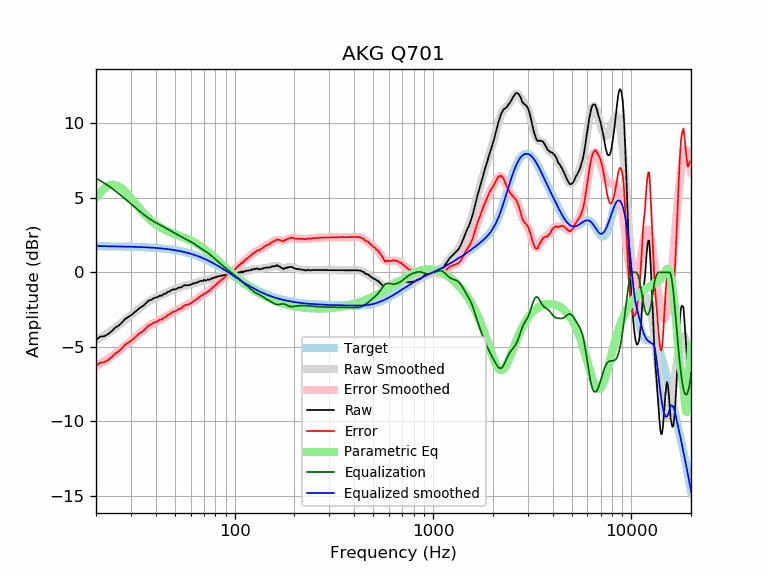 AKG Q701
Amplitude (dBr)
10
5
0
−5
−10
−15
Target
Raw Smoothed
Error Smoothed
Raw
Error
Parametric Eq
Equalization
Equalized smoothed
100
1000
10000
Frequency (Hz)